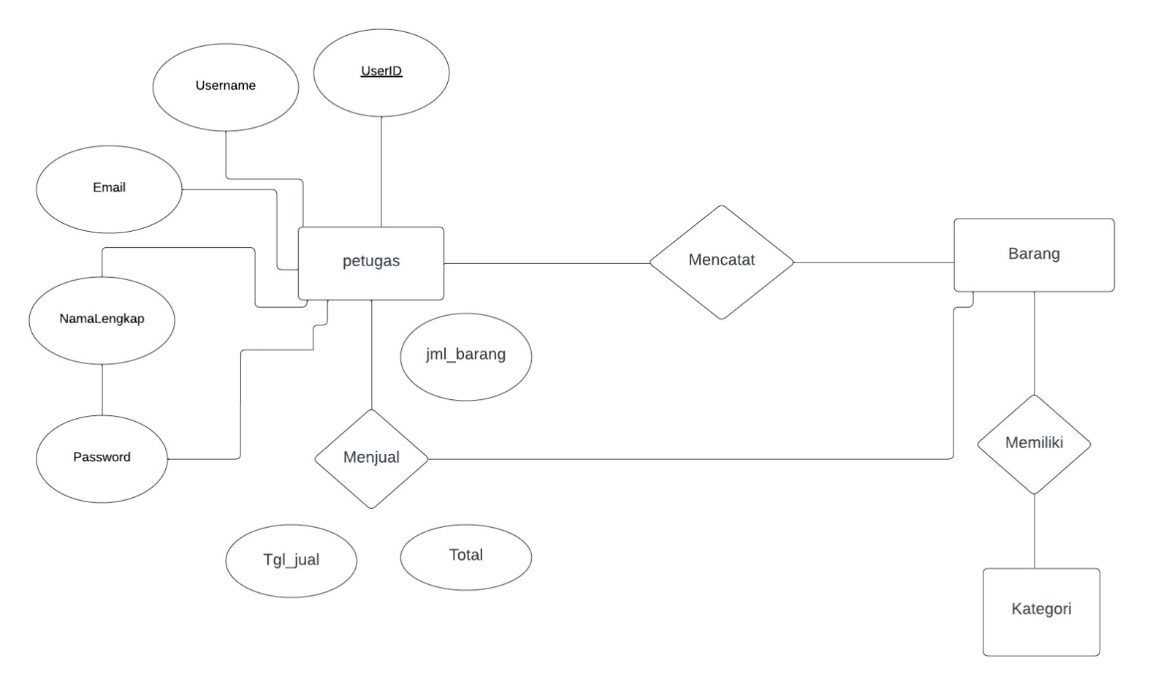 UserID
Username
Email
petugas
Mencatat
Barang
NamaLengkap
jml_barang
Password
Menjual
Memiliki
Tgl_jual
Total
Kategori